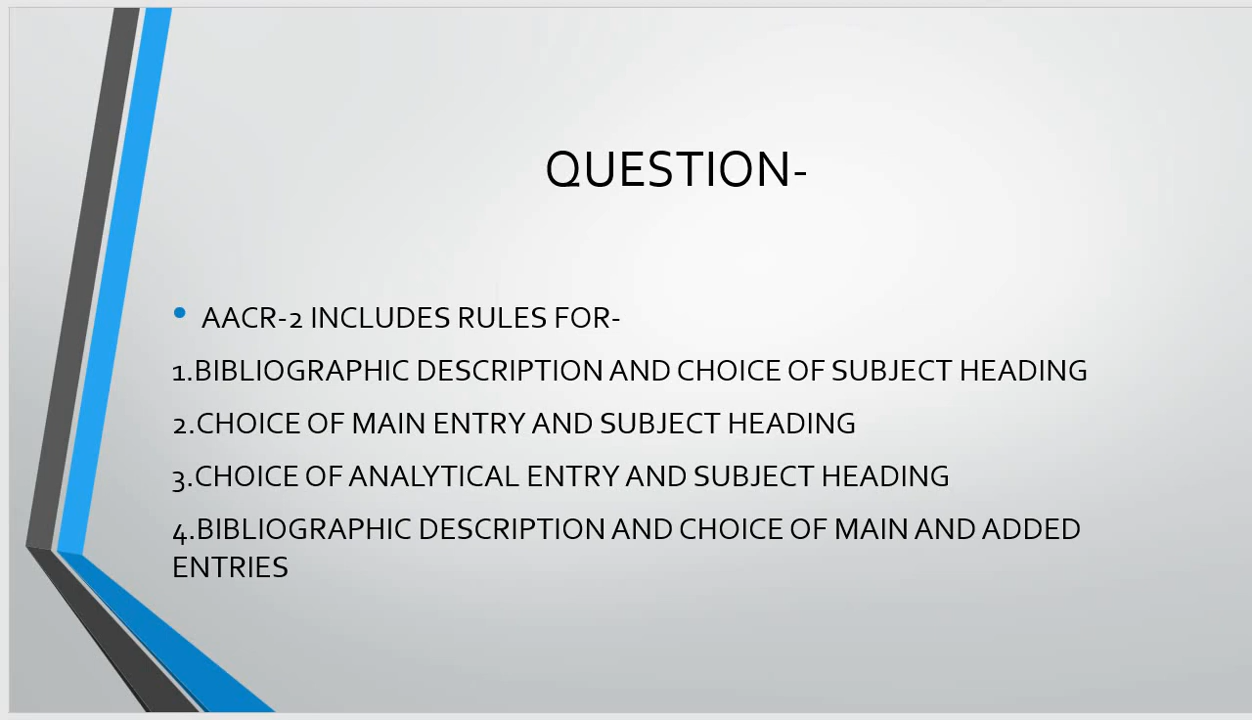 QUESTION-
• AACR-2 INCLUDES RULES FOR-
1.BIBLIOGRAPHIC DESCRIPTION AND CHOICE OF SUBJECT HEADING
2.CHOICE OF MAIN ENTRY AND SUBJECT HEADING
3.CHOICE OF ANALYTICAL ENTRY AND SUBJECT HEADING
4.BIBLIOGRAPHIC DESCRIPTION AND CHOICE OF MAIN AND ADDED
ENTRIES